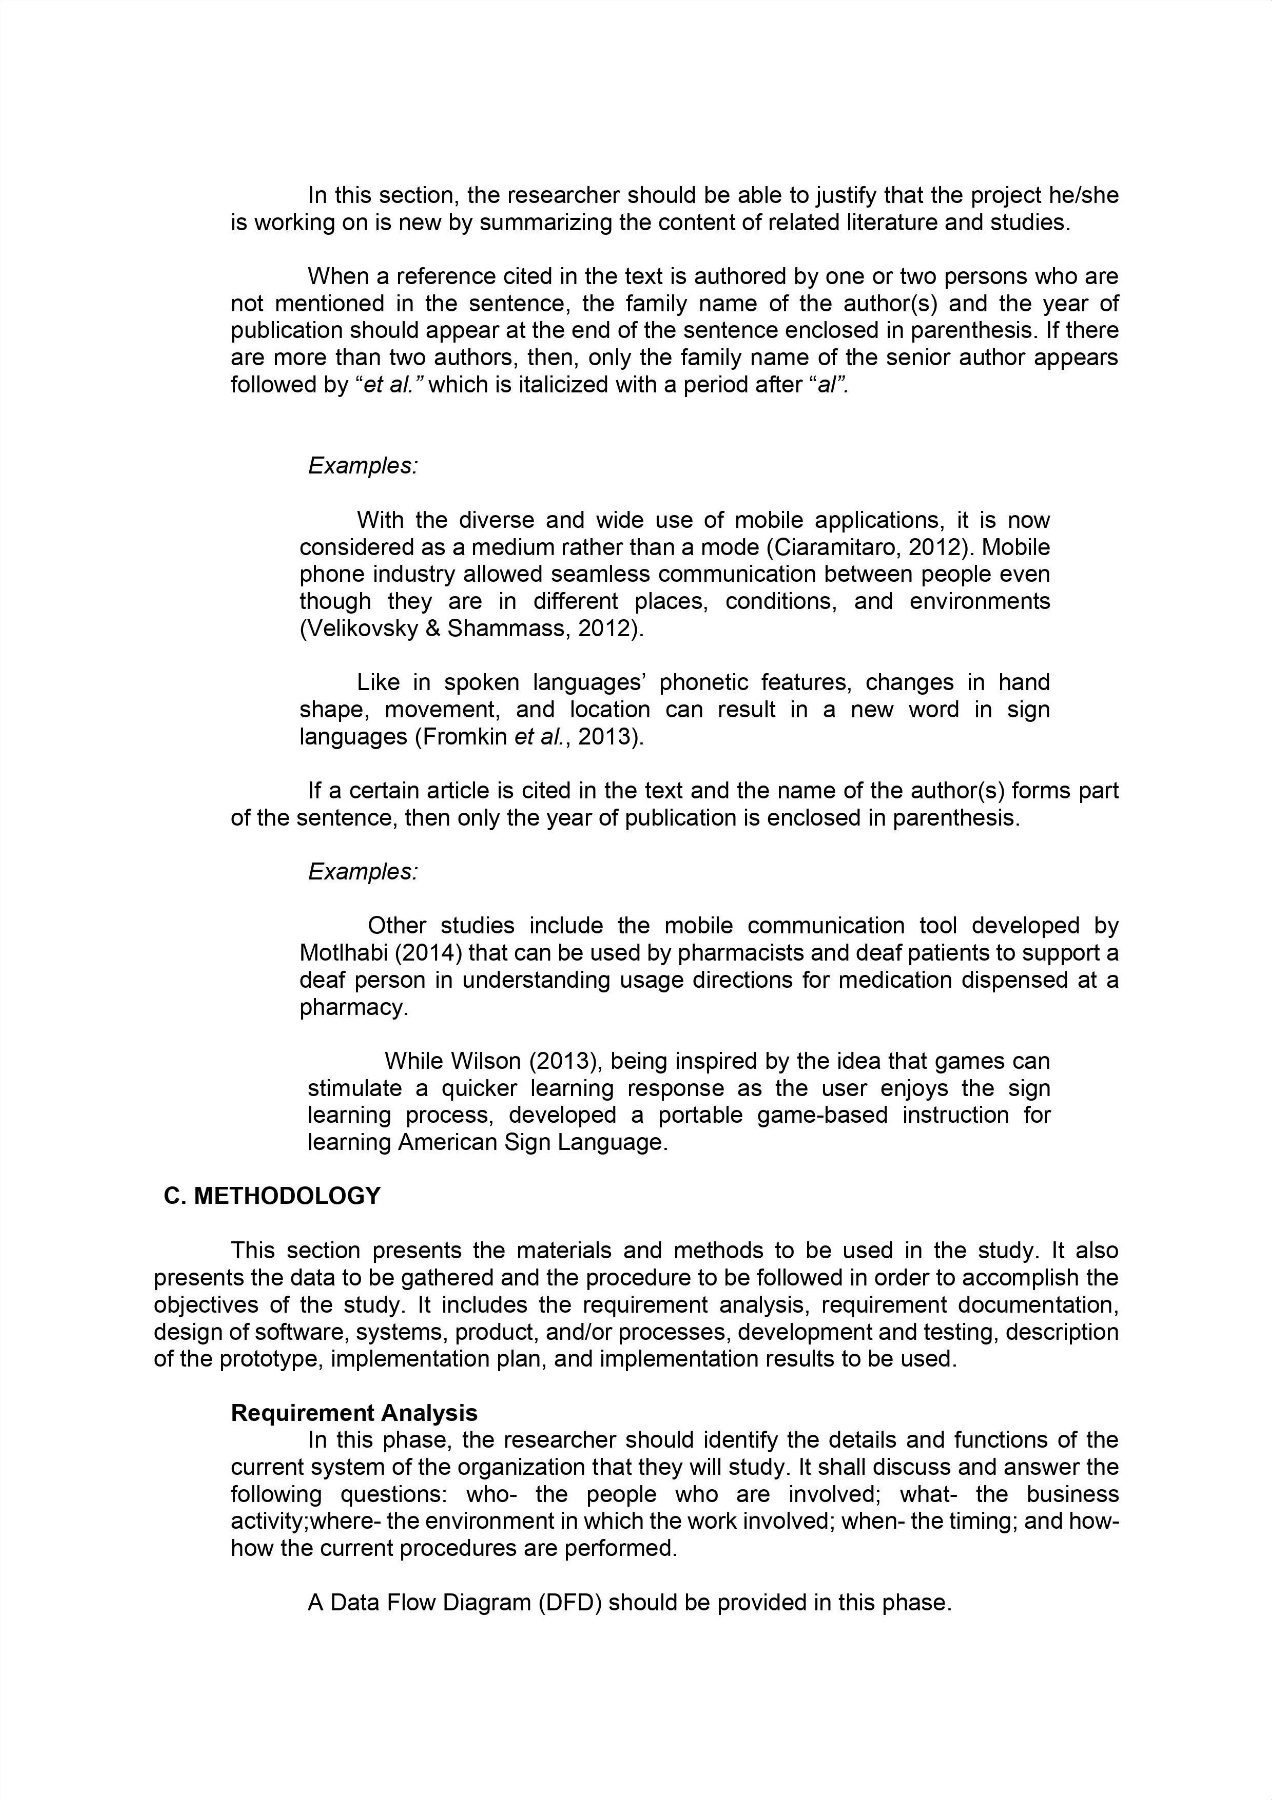 In this section, the researcher should be able to justify that the project he/she
is working on is new by summarizing the content of related literature and studies.
When a reference cited in the text is authored by one or two persons who are
not mentioned in the sentence, the family name of the author(s) and the year of
publication should appear at the end of the sentence enclosed in parenthesis. If there
are more than two authors, then, only the family name of the senior author appears
followed by “et al.” which is italicized with a period after “al”.
Examples:
With the diverse and wide use of mobile applications, it is now
considered as a medium rather than a mode (Ciaramitaro, 2012). Mobile
phone industry allowed seamless communication between people even
though they are in different places, conditions, and environments
(Velikovsky & Shammass, 2012).
Like in spoken languages’ phonetic features, changes in hand
shape, movement, and location can result in a new word in sign
languages (Fromkin et al., 2013).
If a certain article is cited in the text and the name of the author(s) forms part
of the sentence, then only the year of publication is enclosed in parenthesis.
Examples:
Other studies include the mobile communication tool developed by
Motlhabi (2014) that can be used by pharmacists and deaf patients to support a
deaf person in understanding usage directions for medication dispensed at a
pharmacy.
While Wilson (2013), being inspired by the idea that games can
stimulate a quicker learning response as the user enjoys the sign
learning process, developed a portable game-based instruction for
learning American Sign Language.
C. METHODOLOGY
This section presents the materials and methods to be used in the study. It also
presents the data to be gathered and the procedure to be followed in order to accomplish the
objectives of the study. It includes the requirement analysis, requirement documentation,
design of software, systems, product, and/or processes, development and testing, description
of the prototype, implementation plan, and implementation results to be used.
Requirement Analysis
In this phase, the researcher should identify the details and functions of the
current system of the organization that they will study. It shall discuss and answer the
following questions: who- the people who are involved; what- the business
activity;where- the environment in which the work involved; when- the timing; and how-
how the current procedures are performed.
A Data Flow Diagram (DFD) should be provided in this phase.